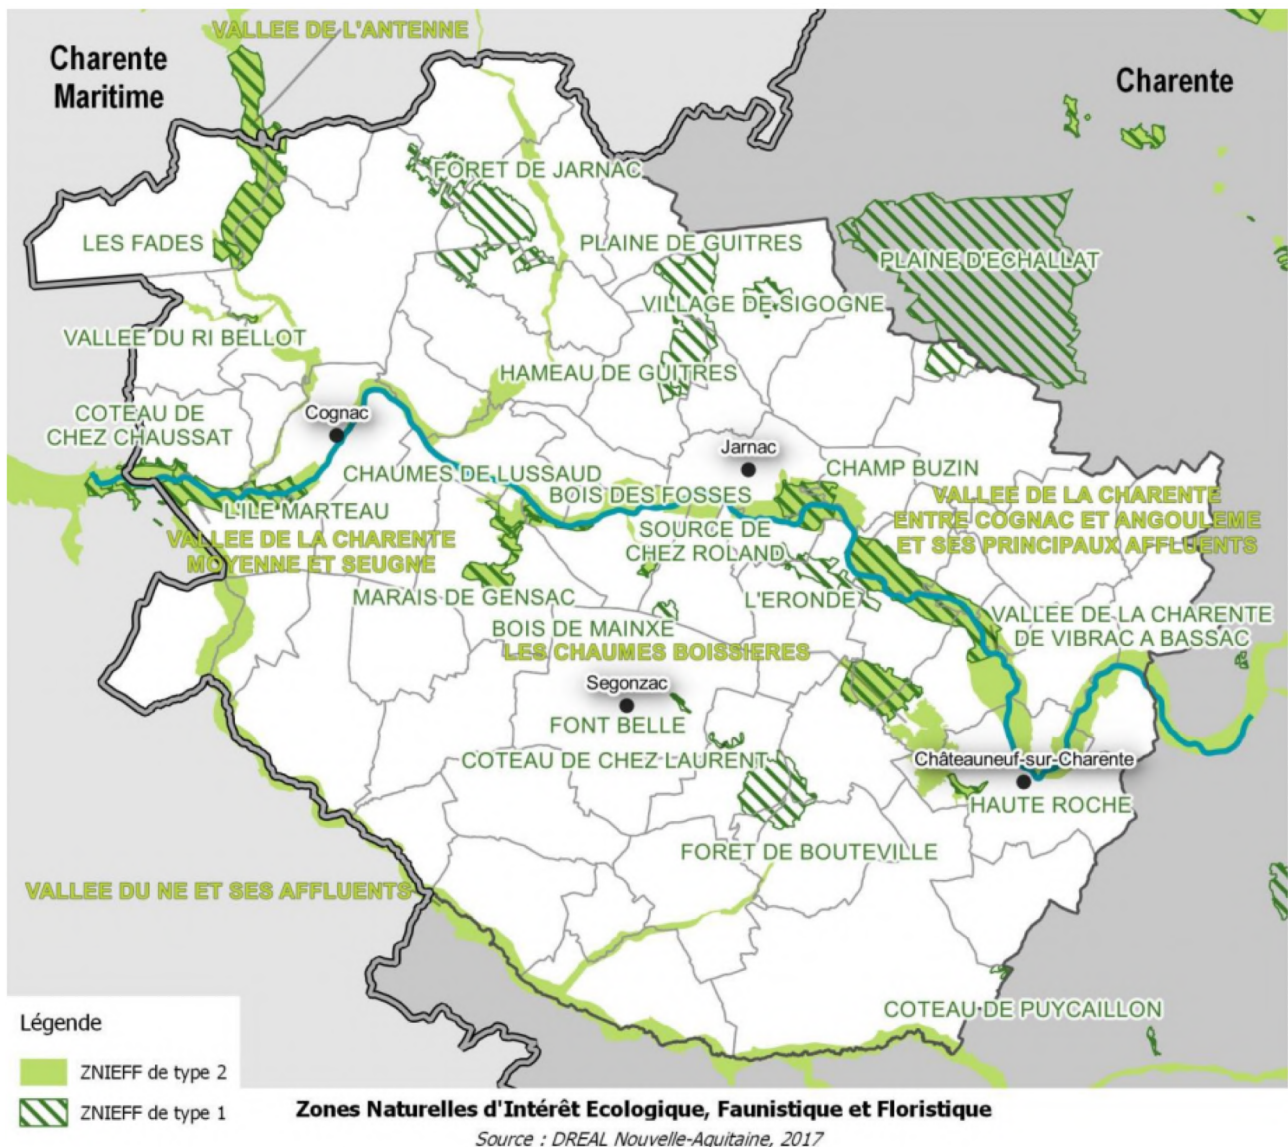 VALLEE DE L'ANTENNE
Charente
Maritime
Charente
FORET DE JARNAC
LES FADES
PLAINE DE GUITRES
PLAINE D'ECHALLAT
VILLAGE DE SIGOGNE
VALLEE DU RI BELLOT
HAMEAU DE GUITRES
COTEAU DE
CHEZ CHAUSSAT
Cognac
Jarnac
CHAUMES DE LUSSAUD
CHAMP BUZIN
BOIS DES FOSSES
L'ILE MARTEAU
VALLEE DE LA CHARENTE
ENTRE COGNAC ET ANGOULEME
ET SES PRINCIPAUX AFFLUENTS
SOURCE DE
CHEZ ROLAND
VALLEE DE LA CHARENTE
MOYENNE ET SEUGNE
MARAIS DE GENSAC
L'ERONDE
VALLEE DE LA CHARENTE
DE VIBRAC A BASSAC
BOIS DE MAINXE
LES CHAUMES BOISSIERES
Segonzac
FONT BELLE
COTEAU DE CHEZ LAURENT
Châteauneuf-sur-Charente
HAUTE ROCHE
FORET DE BOUTEVILLE
VALLEE DU NE ET SES AFFLUENTS
COTEAU DE PUYCAILLON
Légende
ZNIEFF de type 2
ZNIEFF de type 1
Zones Naturelles d'Intérêt Ecologique, Faunistique et Floristique
Source : DREAL Nouvelle-Aquitaine, 2017